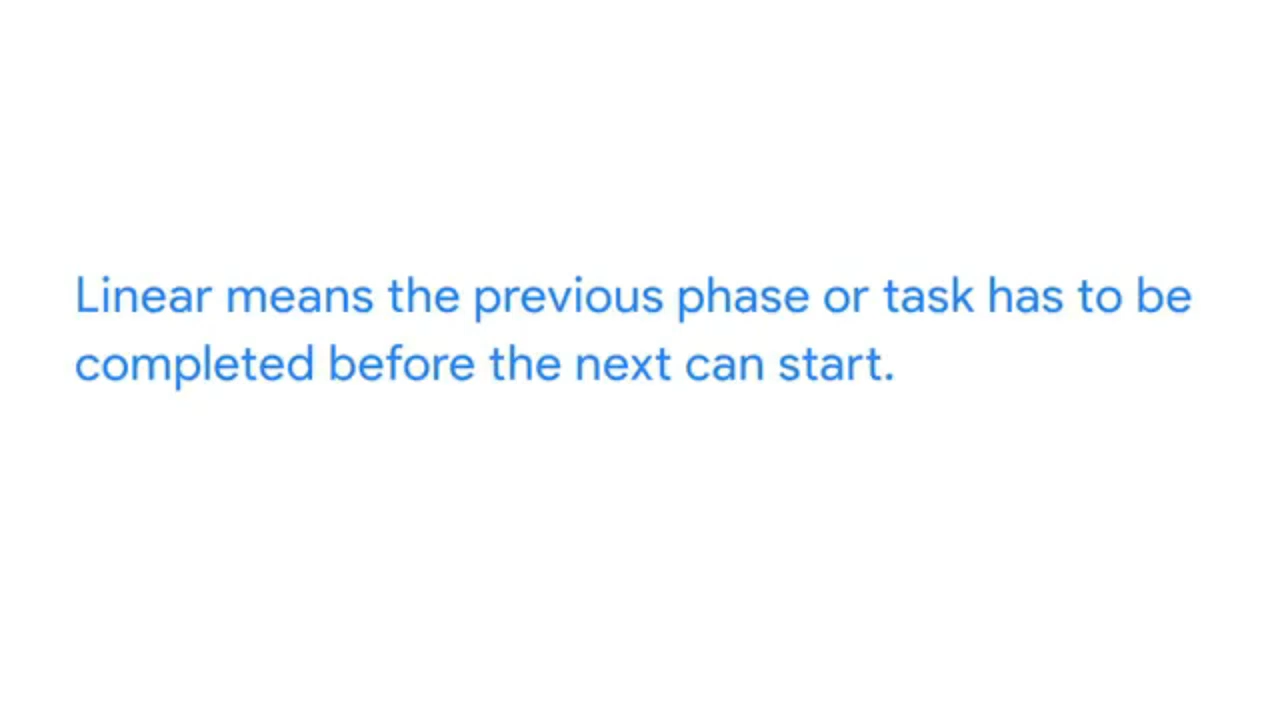 Linear means the previous phase or task has to be
completed before the next can start.